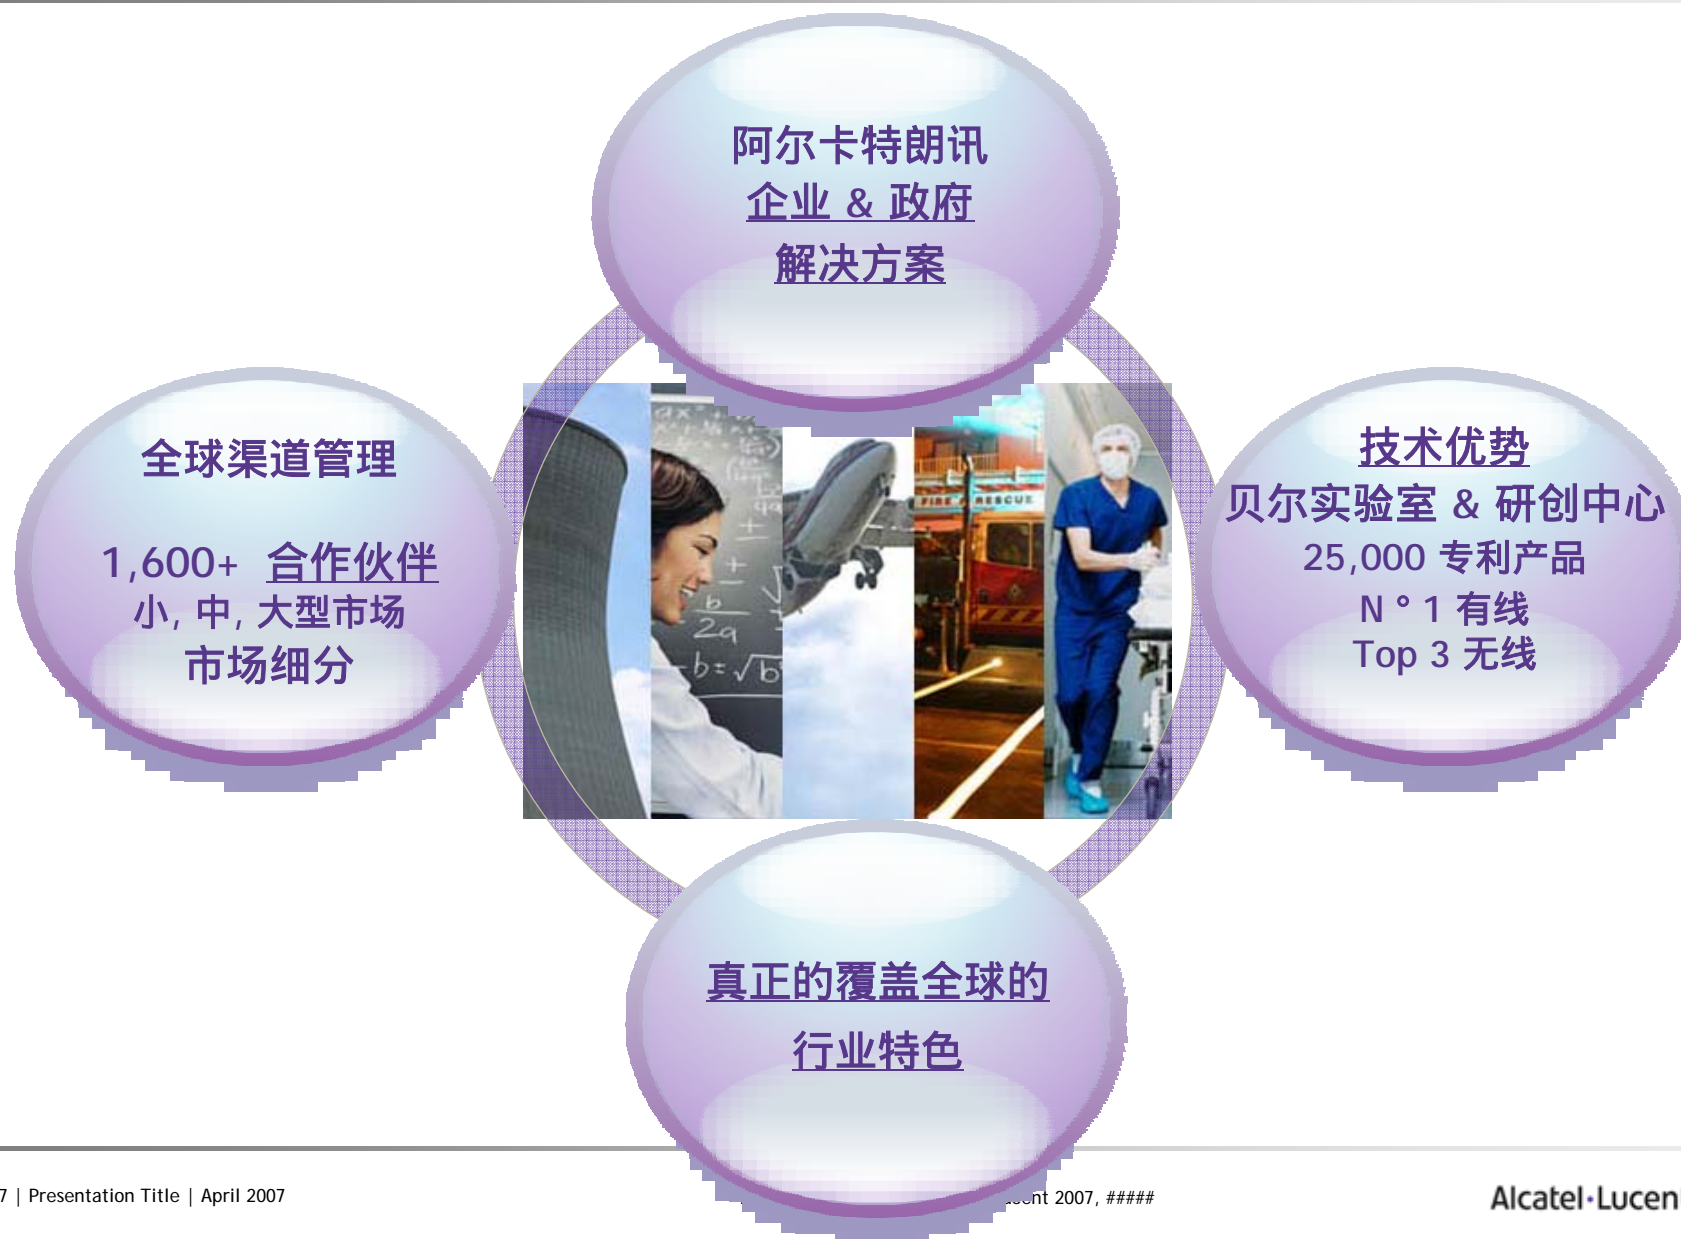 阿尔卡特朗讯
企业 & 政府
解决方案
全球渠道管理
1,600+ 合作伙伴
小, 中, 大型市场
市场细分
技术优势
贝尔实验室 & 研创中心
25,000 专利产品
N ° 1 有线
Top 3 无线
FIRE & RESCUE
b
2a
-b±√b
真正的覆盖全球的
行业特色
7 | Presentation Title | April 2007
2007, #####
Alcatel·Lucent